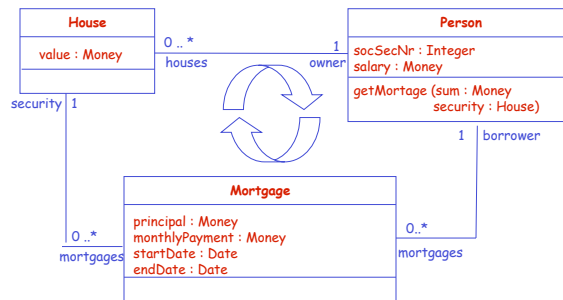 House
value : Money
0 .. *
houses
1
owner
Person
socSecNr : Integer
salary : Money
getMortage (sum : Money
security : House)
security
1
1
borrower
Mortgage
principal : Money
monthlyPayment : Money
startDate : Date
endDate : Date
0 ..*
mortgages
0..*
mortgages